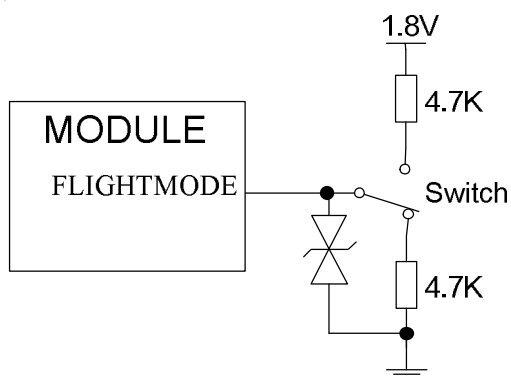 1.8V
4.7K
MODULE
FLIGHTMODE
Switch
4.7K